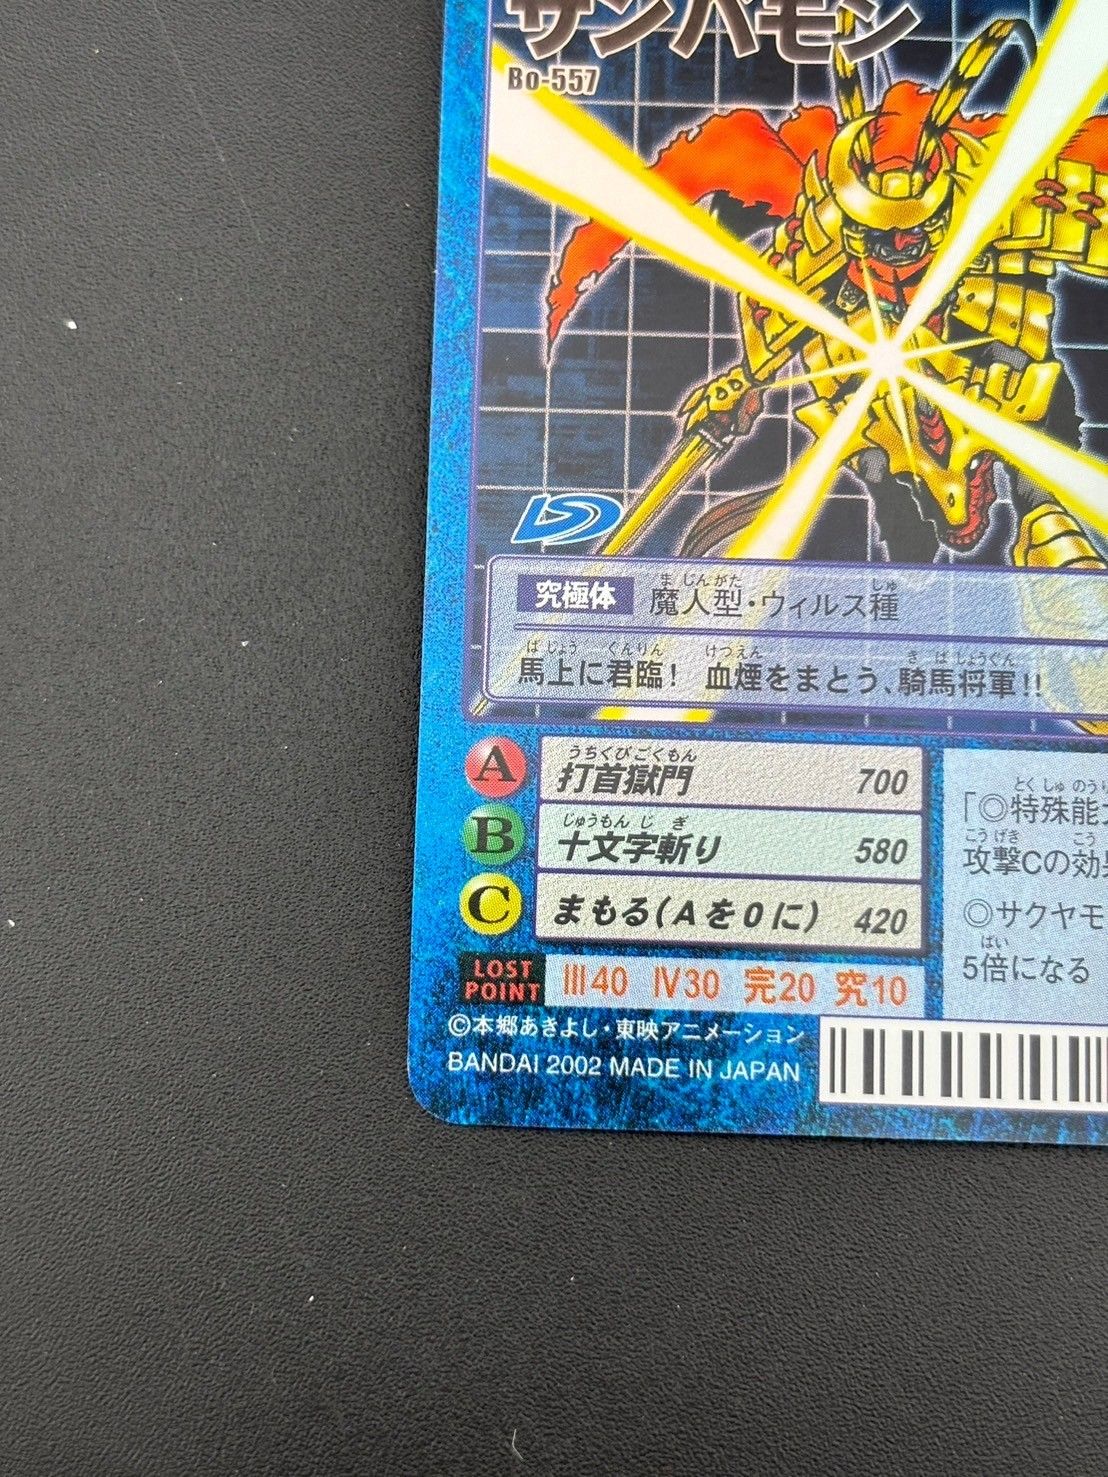 ザンバモン
Bo-557
究極体 魔人型・ウィルス種
ま じん がた しゅ
馬上に君臨! 血煙をまとう、騎馬将軍!!
ば じょう くんりん けつえん き ば しょうぐん
A 打首獄門 700
うちくびごくもん
B 十文字斬り 580
じゅうもん じ ぎ
C まもる(Aを0に) 420
LOST POINT Ⅲ40 Ⅳ30 完20 究10
「◎特殊能
とく しゅ のう
攻撃Cの効
こう げき こう
◎サクヤモ
5倍になる
ばい
©本郷あきよし・東映アニメーション
BANDAI 2002 MADE IN JAPAN